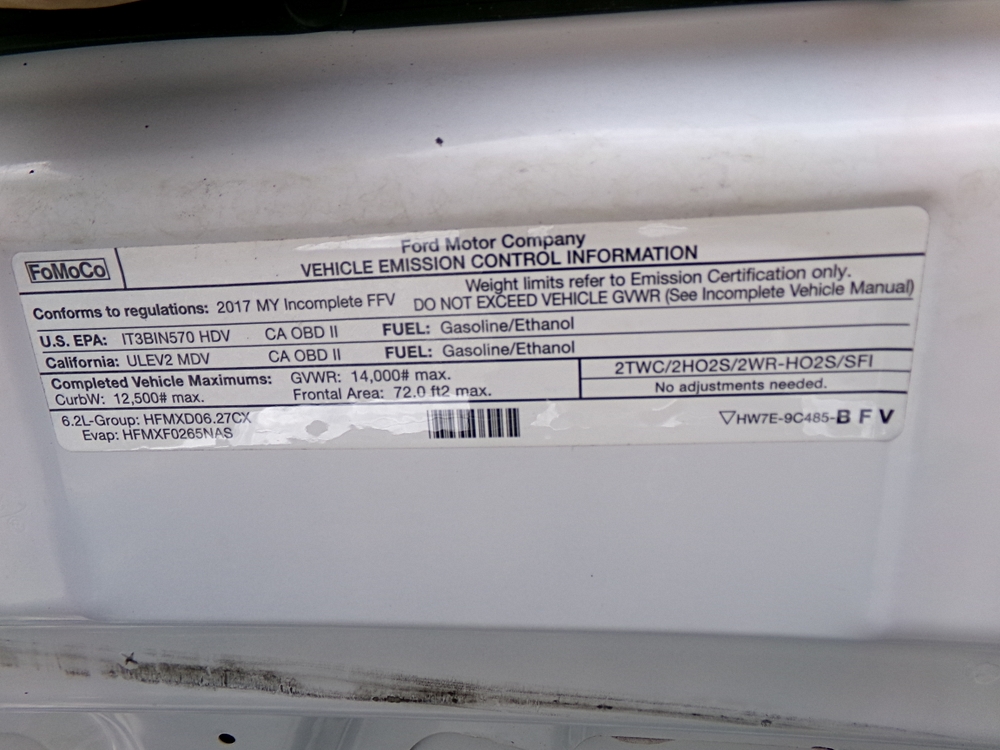 FoMoCo
Ford Motor Company
VEHICLE EMISSION CONTROL INFORMATION
Conforms to regulations: 2017 MY Incomplete FFV
Weight limits refer to Emission Certification only.
DO NOT EXCEED VEHICLE GVWR (See Incomplete Vehicle Manual)
U.S. EPA: IT3BIN570 HDV CA OBD II FUEL: Gasoline/Ethanol
California: ULEV2 MDV CA OBD II FUEL: Gasoline/Ethanol
Completed Vehicle Maximums: GVWR: 14,000# max.
CurbW: 12,500# max. Frontal Area: 72.0 ft2 max.
2TWC/2HO2S/2WR-HO2S/SFI
No adjustments needed.
6.2L-Group: HFMXD06.27CX
Evap: HFMXF0265NAS
▽HW7E-9C485-B F V